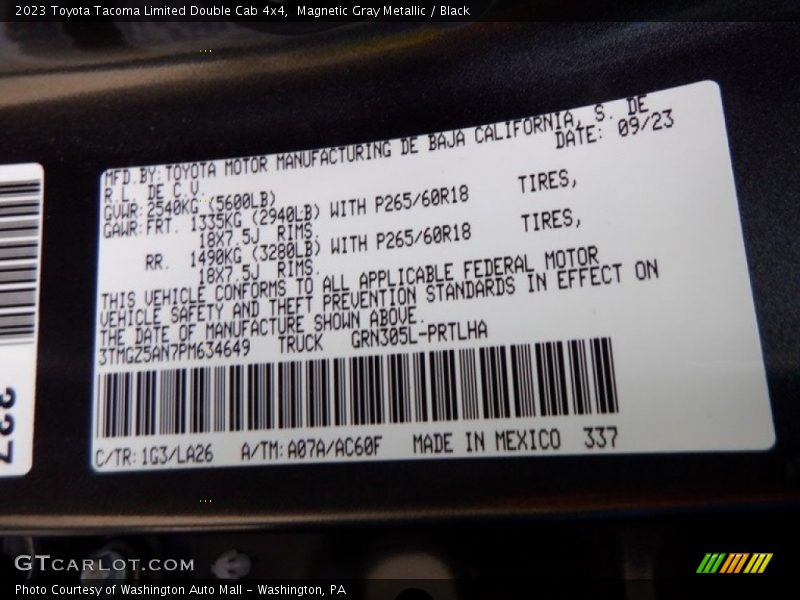 2023 Toyota Tacoma Limited Double Cab 4x4,  Magnetic Gray Metallic / Black
MFD.BY:TOYOTA MOTOR MANUFACTURING DE BAJA CALIFORNIA, S. DE
R.L. DE C.V. DATE: 09/23
GVWR:2540KG (5600LB)
GAWR:FRT. 1335KG (2940LB) WITH P265/60R18 TIRES,
18X7.5J RIMS.
RR. 1490KG (3280LB) WITH P265/60R18 TIRES,
18X7.5J RIMS.
THIS VEHICLE CONFORMS TO ALL APPLICABLE FEDERAL MOTOR
VEHICLE SAFETY AND THEFT PREVENTION STANDARDS IN EFFECT ON
THE DATE OF MANUFACTURE SHOWN ABOVE.
3TMGZ5AN7PM634649 TRUCK GRN305L-PRTLHA
C/TR:1G3/LA26 A/TM:A07A/AC60F MADE IN MEXICO 337
337
GTCARLOT.COM
Photo Courtesy of Washington Auto Mall - Washington, PA